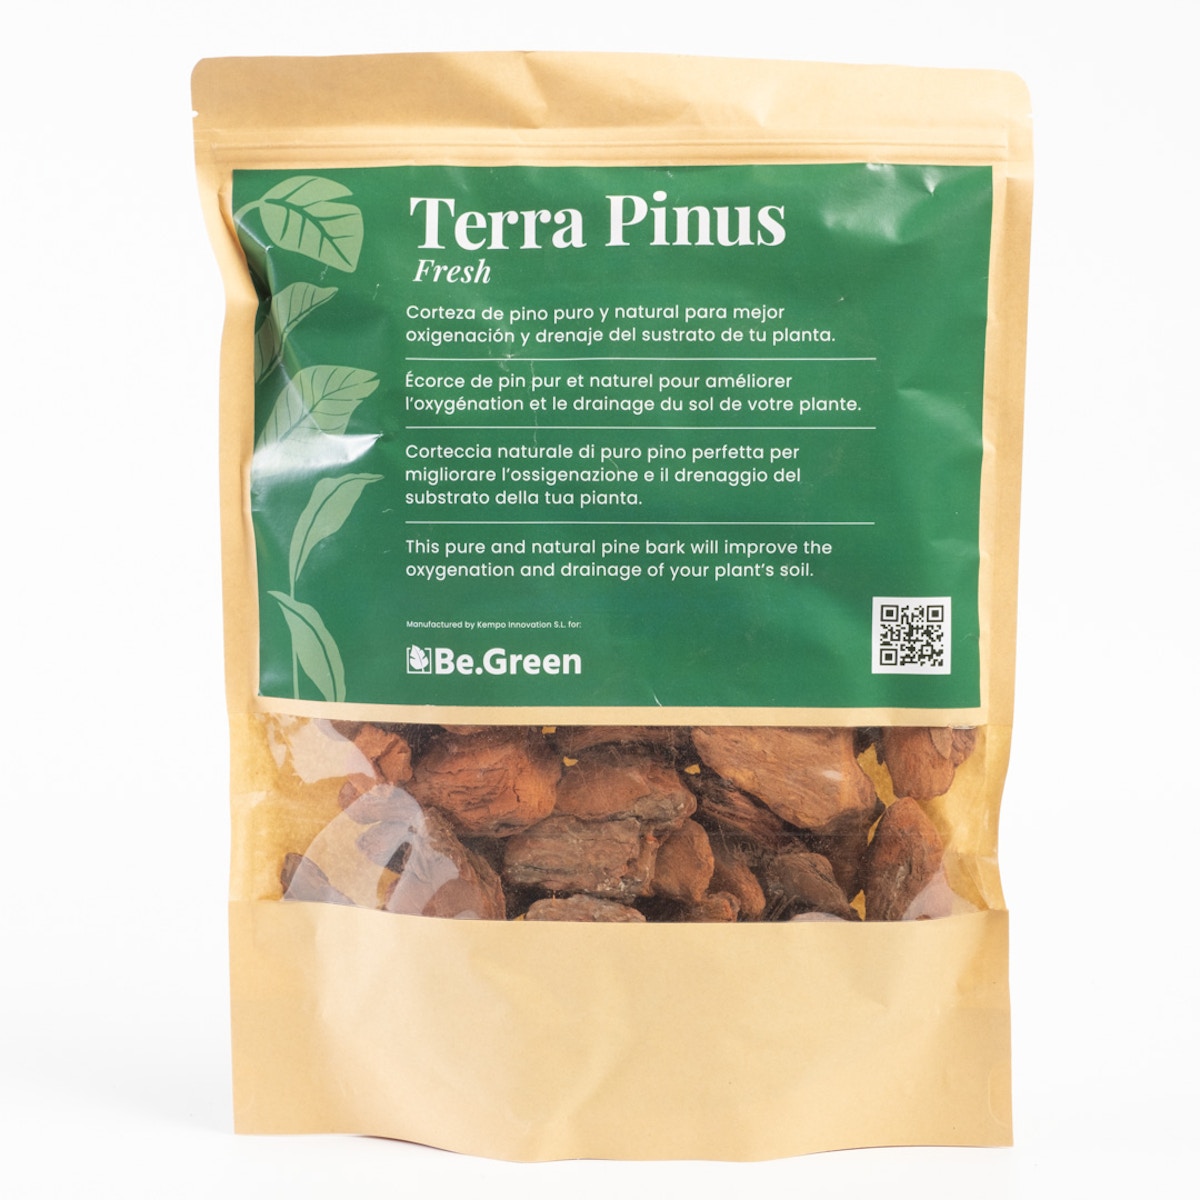 Terra Pinus
Fresh
Corteza de pino puro y natural para mejor
oxigenación y drenaje del sustrato de tu planta.
Écorce de pin pur et naturel pour améliorer
l'oxygénation et le drainage du sol de votre plante.
Corteccia naturale di puro pino perfetta per
migliorare l'ossigenazione e il drenaggio del
substrato della tua pianta.
This pure and natural pine bark will improve the
oxygenation and drainage of your plant's soil.
Manufactured by Kempo Innovation S.L. for:
Be.Green